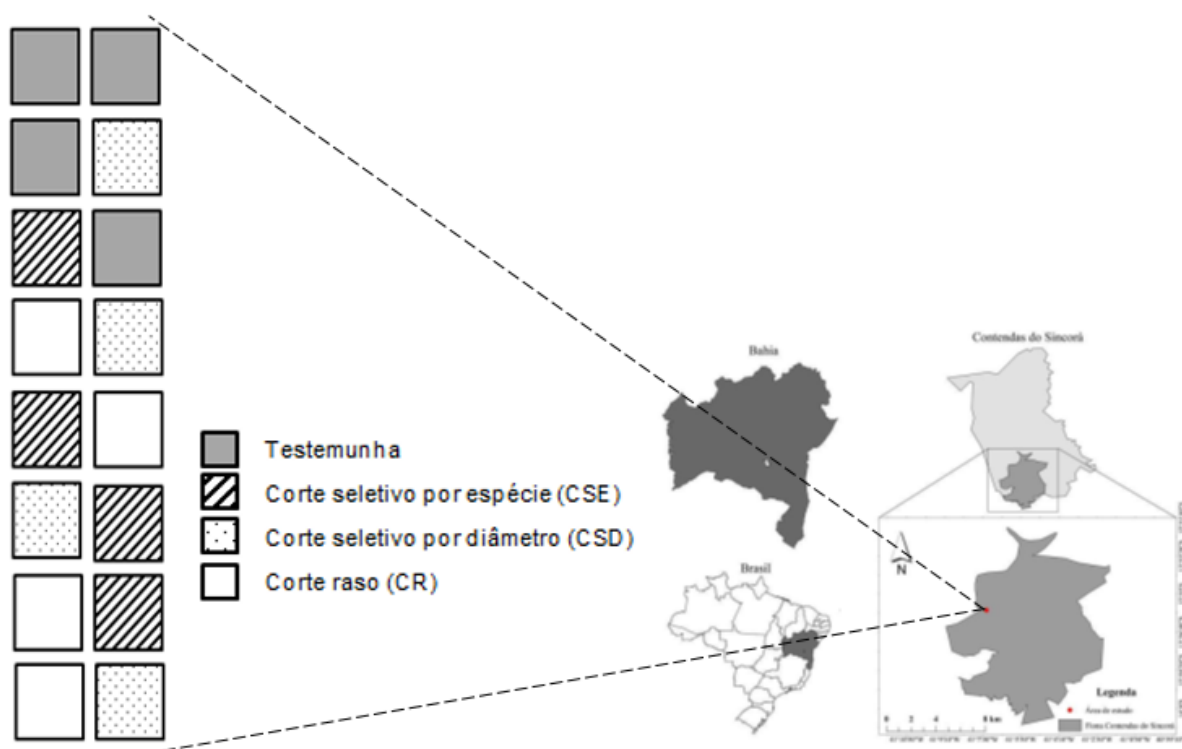 Testemunha
Corte seletivo por espécie (CSE)
Corte seletivo por diâmetro (CSD)
Corte raso (CR)
Bahia
Contendas do Sincorá
Brasil
N
Legenda
Área de estudo
Flona Contendas do Sincorá
0 2 4 8 km